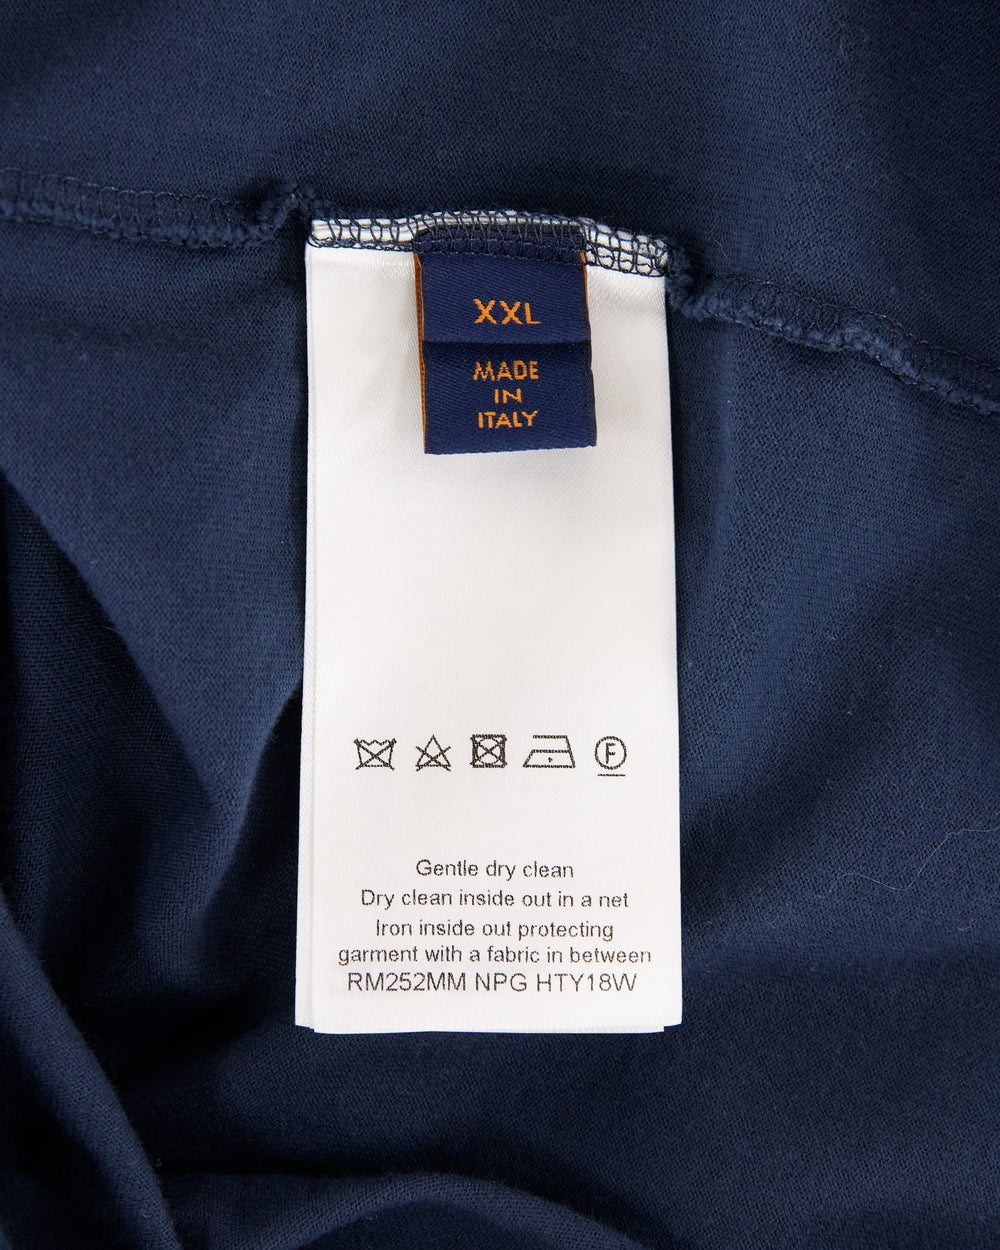 XXL
MADE
IN
ITALY
F
Gentle dry clean
Dry clean inside out in a net
Iron inside out protecting
garment with a fabric in between
RM252MM NPG HTY18W